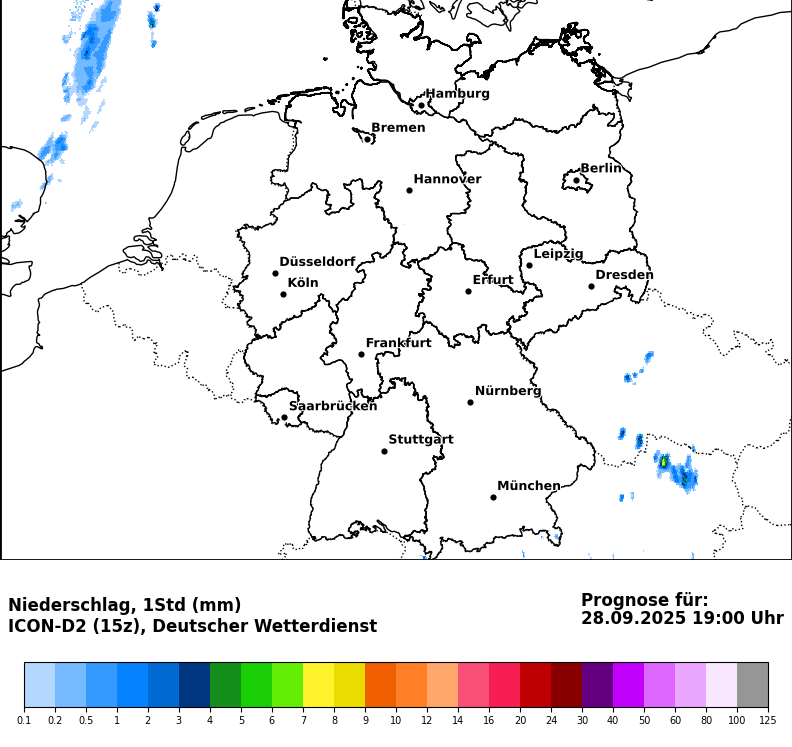 Hamburg
Bremen
Berlin
Hannover
Leipzig
Düsseldorf
Dresden
Köln
Erfurt
Frankfurt
Nürnberg
Saarbrücken
Stuttgart
München
Niederschlag, 1Std (mm)
ICON-D2 (15z), Deutscher Wetterdienst
Prognose für:
28.09.2025 19:00 Uhr
0.1 0.2 0.5 1 2 3 4 5 6 7 8 9 10 12 14 16 20 24 30 40 50 60 80 100 125